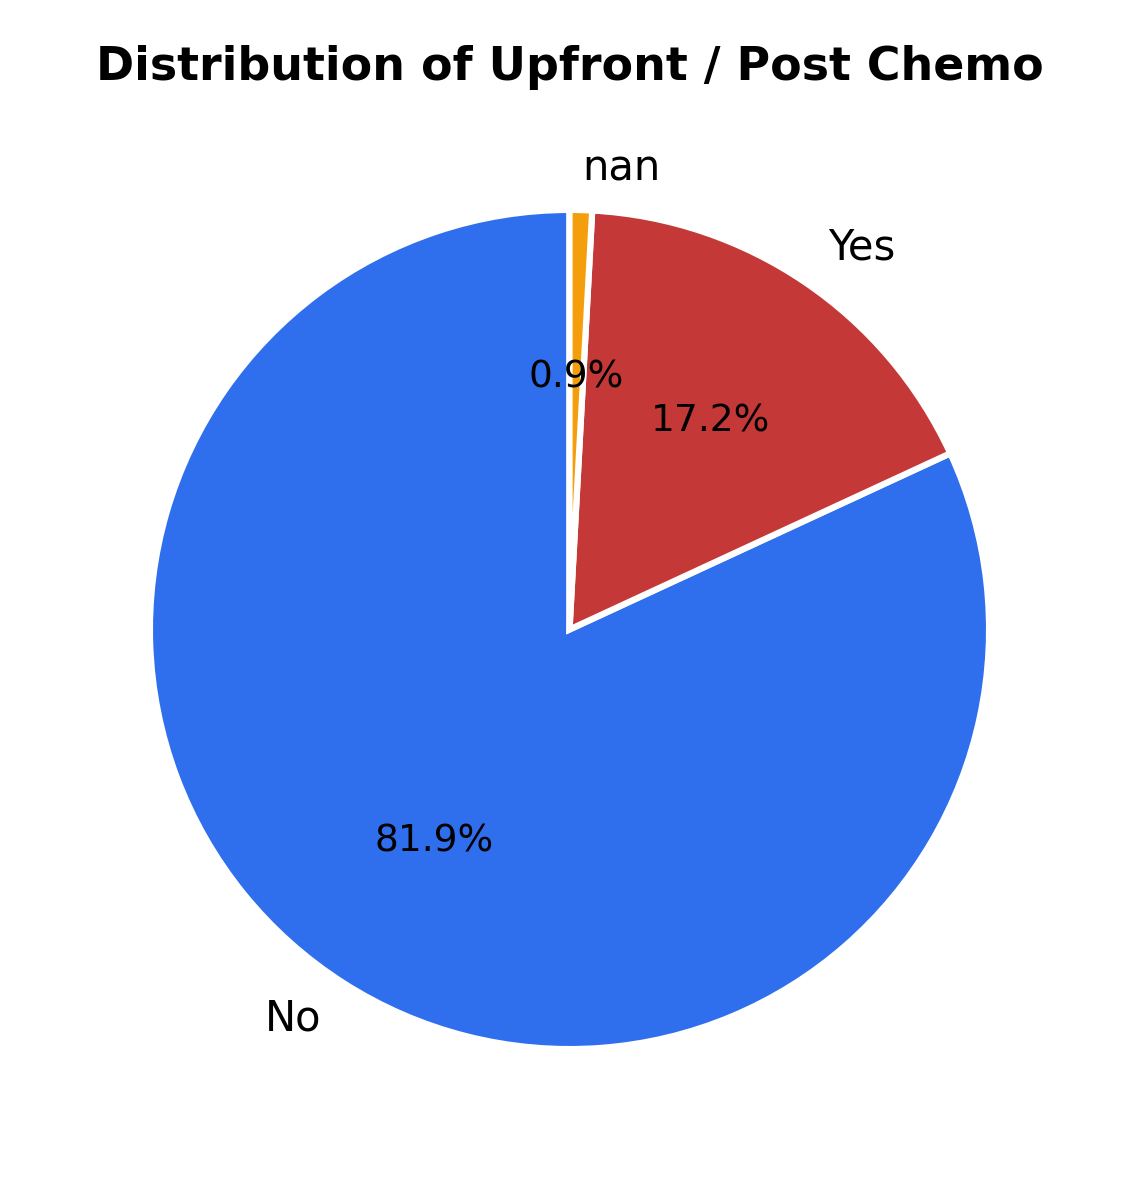 Distribution of Upfront / Post Chemo
nan
Yes
0.9%
17.2%
81.9%
No